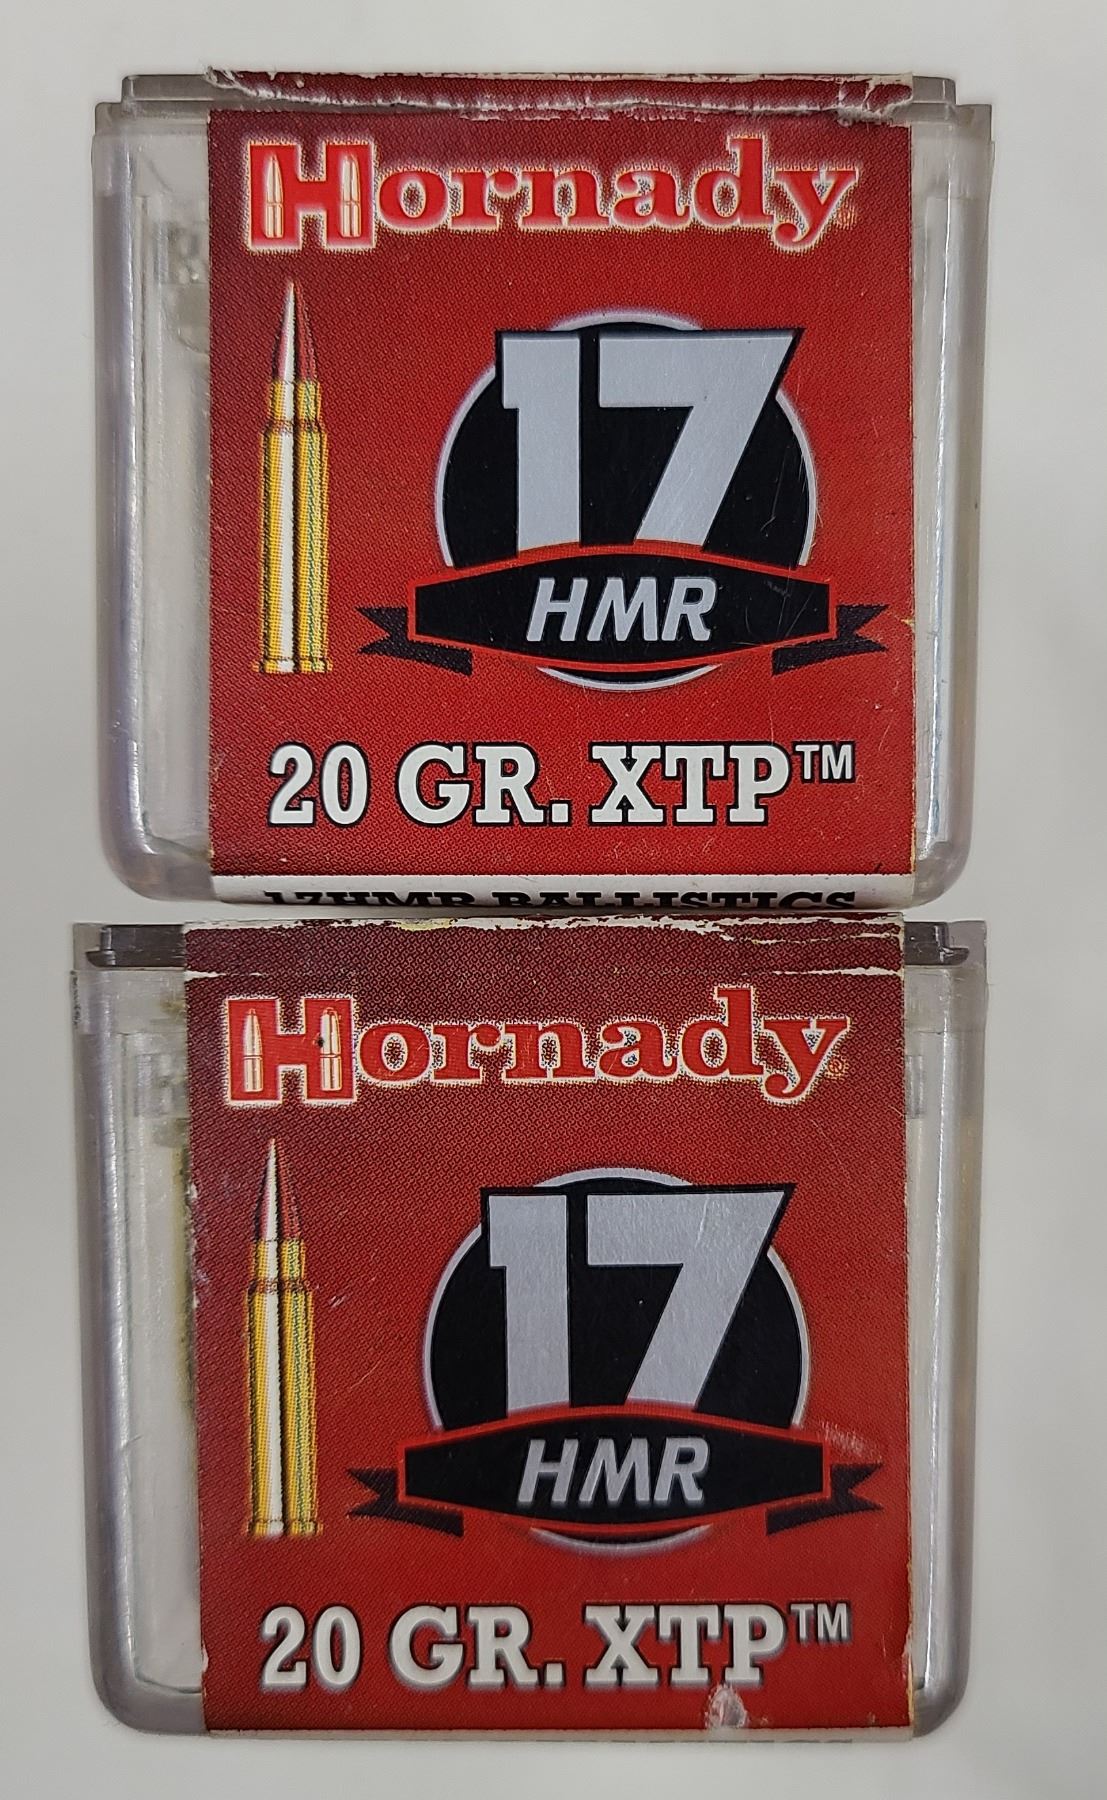 Hornady®
17
HMR
20 GR. XTP™
17HMR BALLISTICS
Hornady®
17
HMR
20 GR. XTP™